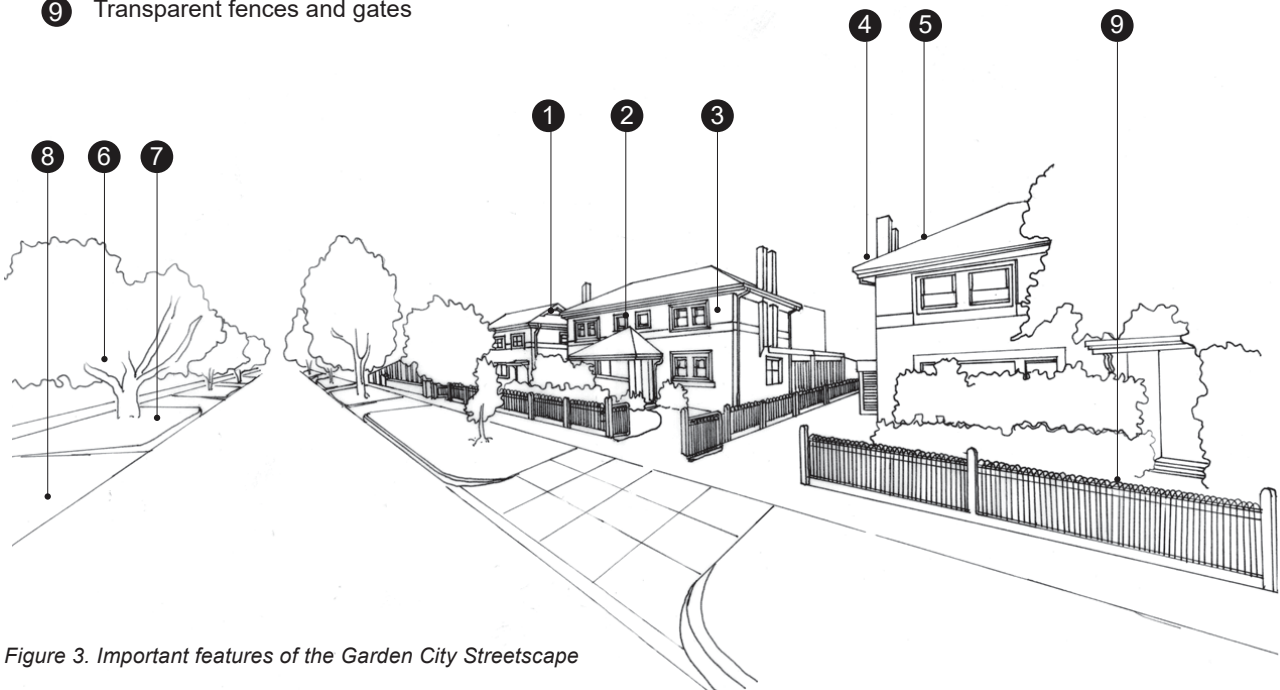 9 Transparent fences and gates
4 5 9
1 2 3
8 6 7
Figure 3. Important features of the Garden City Streetscape